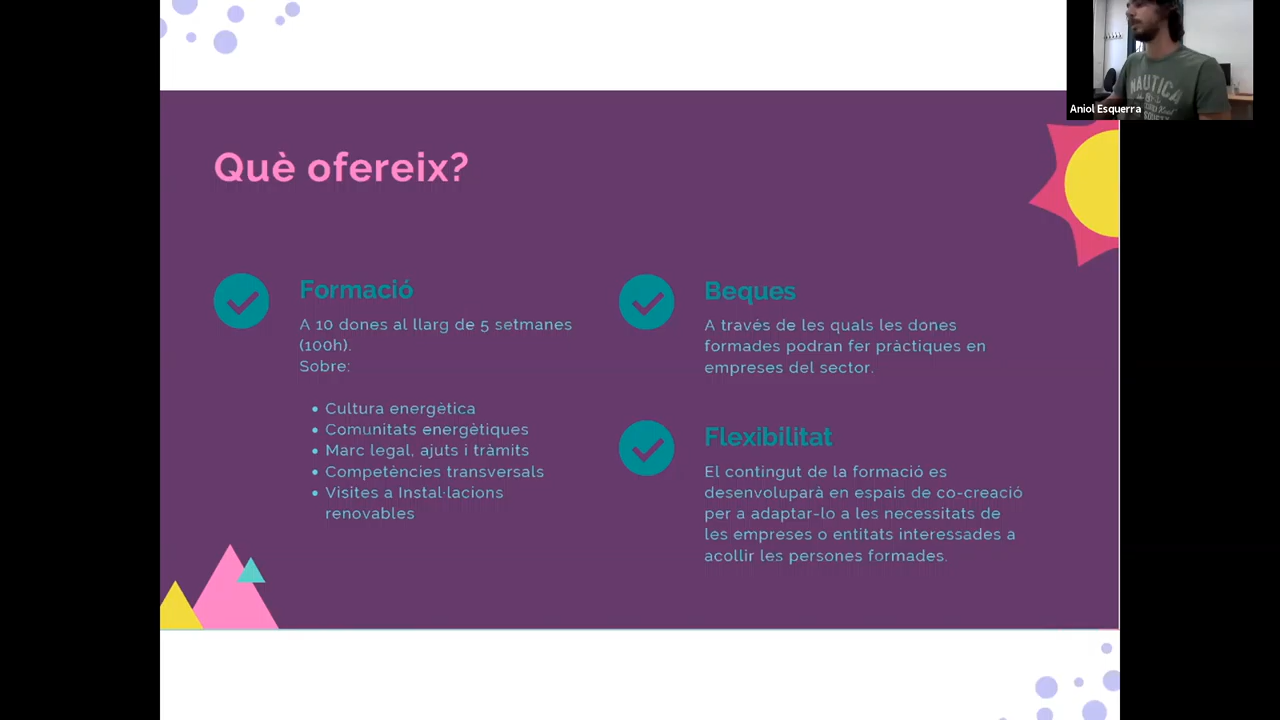 Què ofereix?
Formació
A 10 dones al llarg de 5 setmanes
(100h).
Sobre:
• Cultura energètica
• Comunitats energètiques
• Marc legal, ajuts i tràmits
• Competències transversals
• Visites a Instal·lacions
renovables
Beques
A través de les quals les dones
formades podran fer pràctiques en
empreses del sector.
Flexibilitat
El contingut de la formació es
desenvoluparà en espais de co-creació
per a adaptar-lo a les necessitats de
les empreses o entitats interessades a
acollir les persones formades.
NAUTICA
Aniol Esquerra